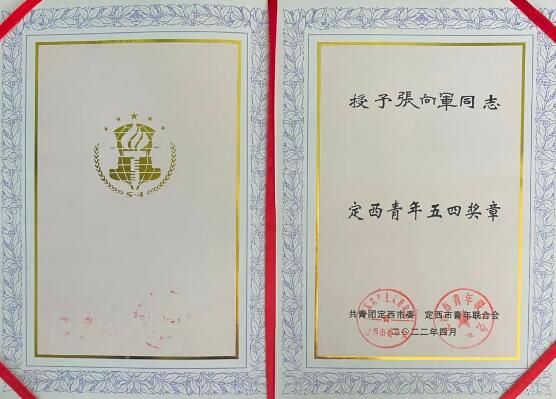 5·4
授予張向軍同志
定西青年五四奖章
共青团定西市委 定西市青年联合会
二〇二二年四月